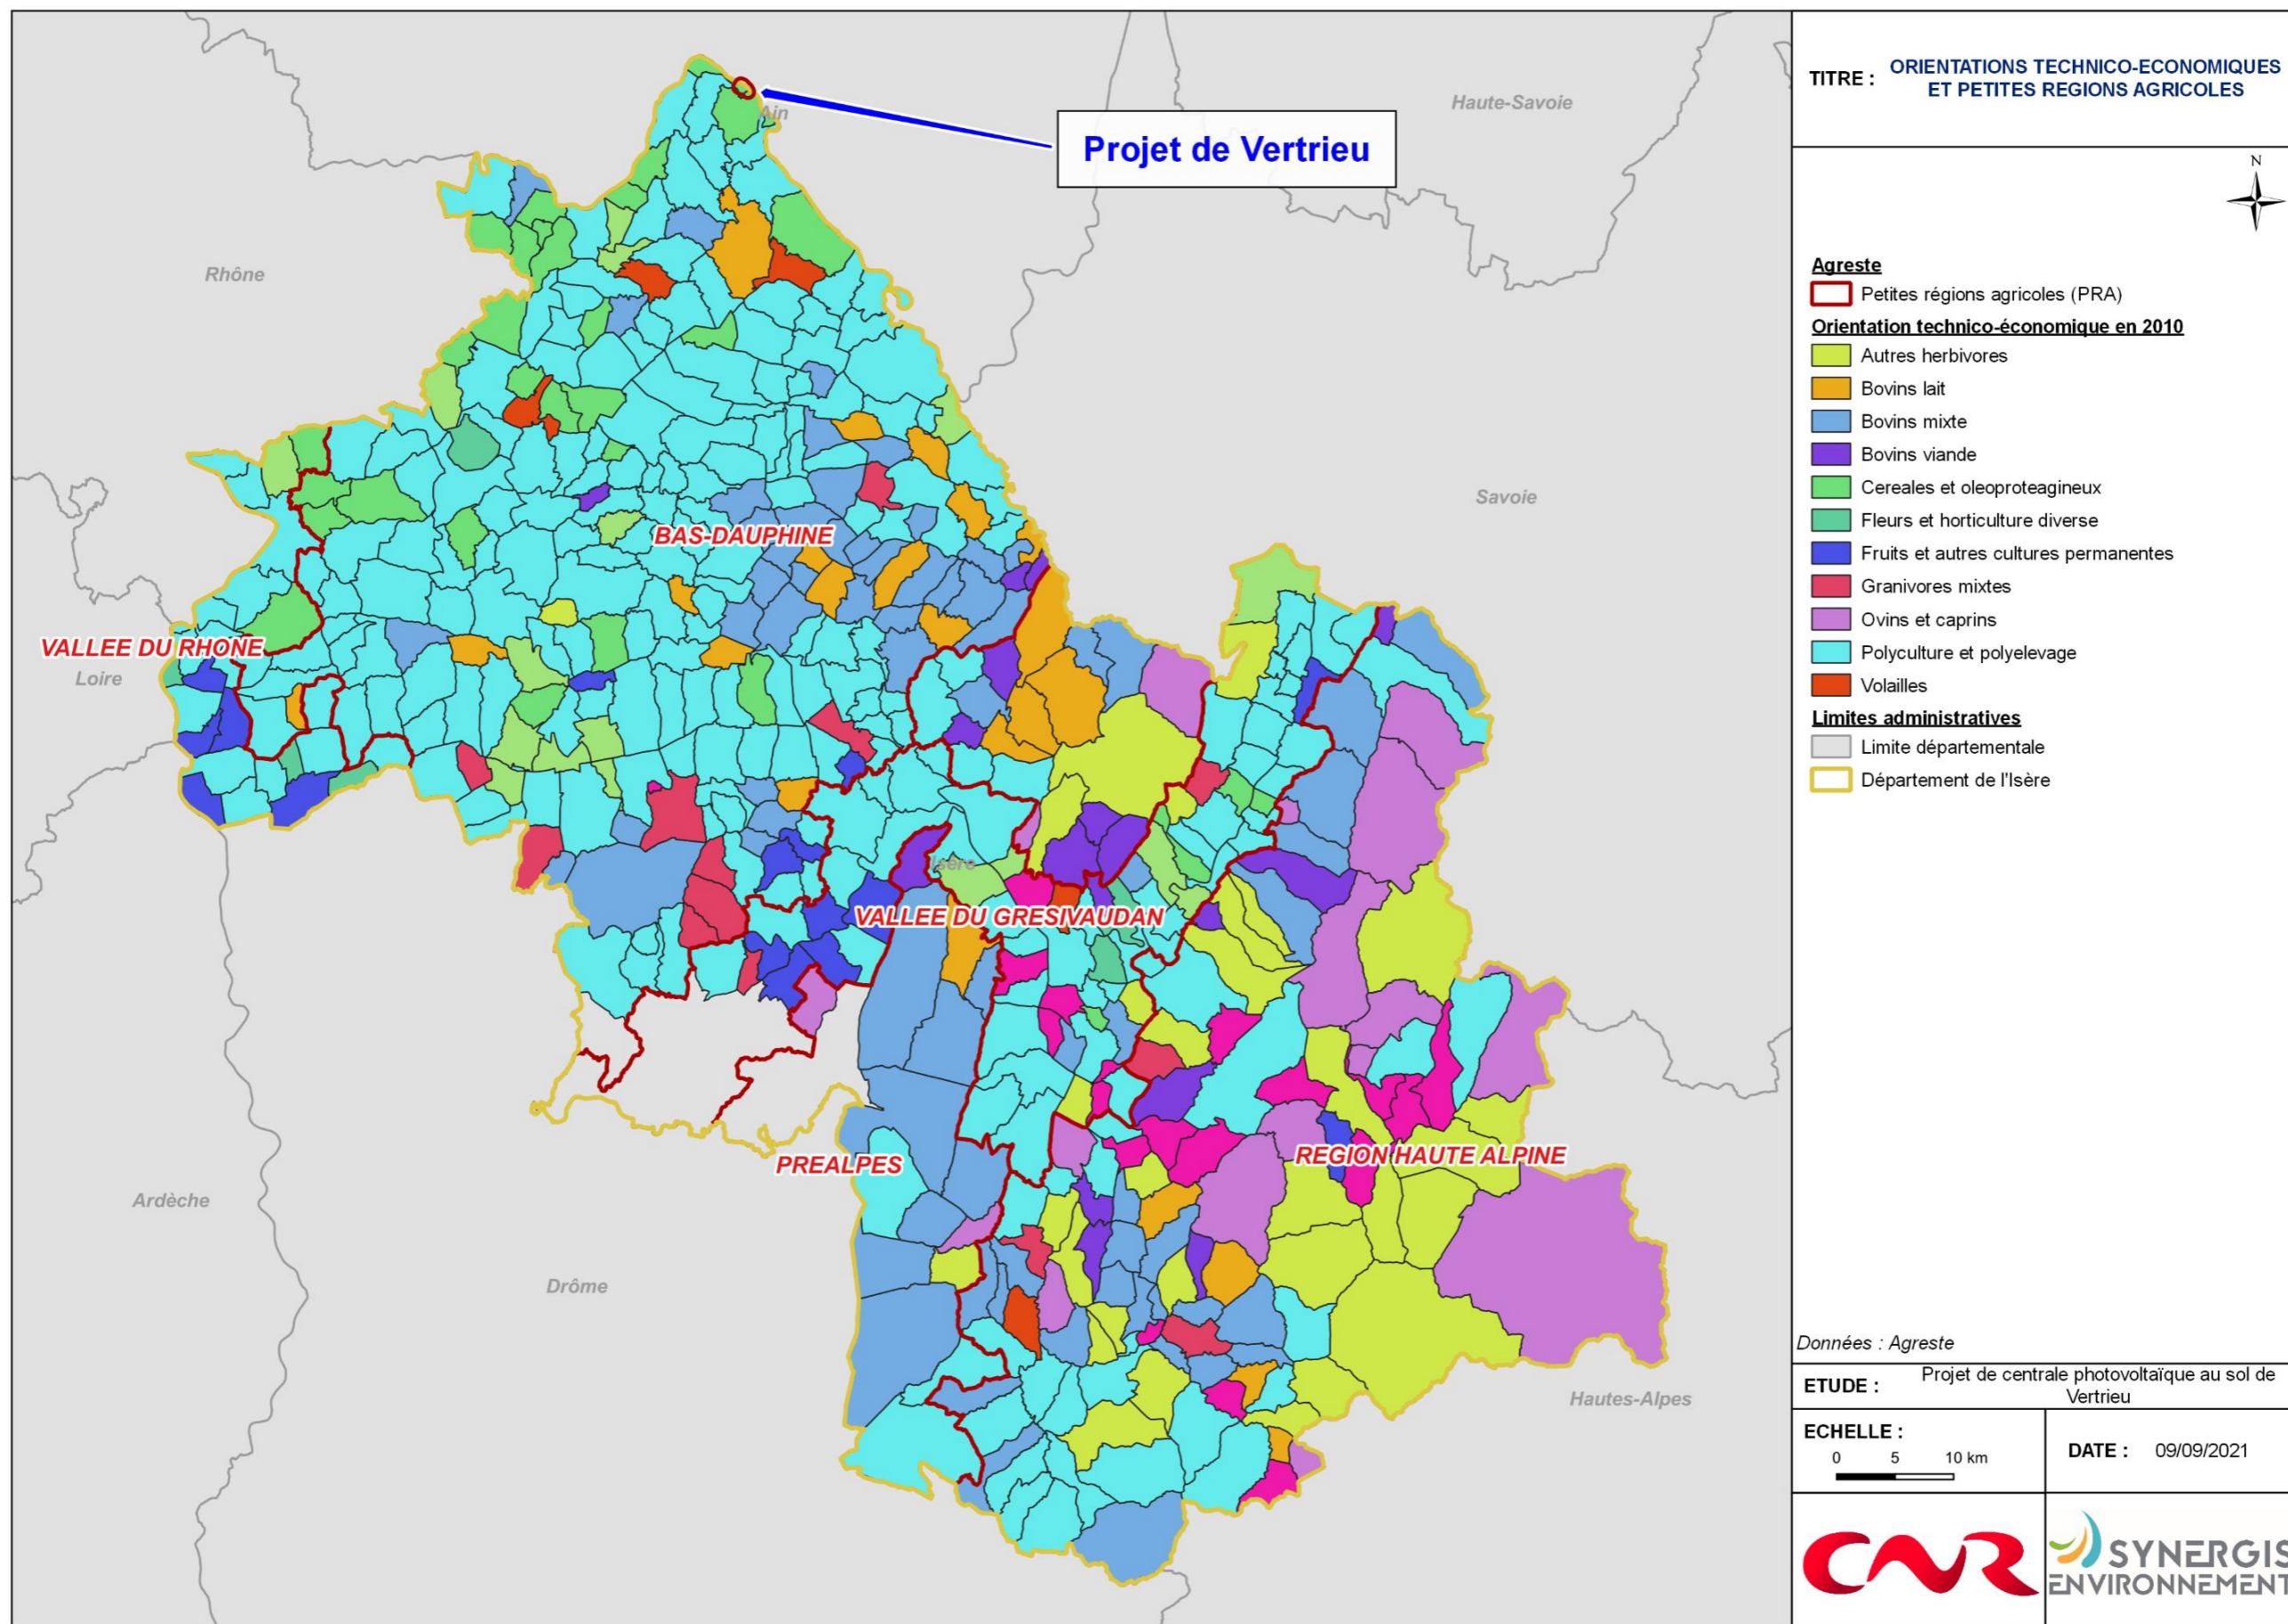 Ain
Haute-Savoie
Projet de Vertrieu
Rhône
Savoie
BAS-DAUPHINE
VALLEE DU RHONE
Loire
Isère
VALLEE DU GRESIVAUDAN
PREALPES
REGION HAUTE ALPINE
Ardèche
Drôme
Hautes-Alpes
TITRE : ORIENTATIONS TECHNICO-ECONOMIQUES
ET PETITES REGIONS AGRICOLES
N
Agreste
Petites régions agricoles (PRA)
Orientation technico-économique en 2010
Autres herbivores
Bovins lait
Bovins mixte
Bovins viande
Cereales et oleoproteagineux
Fleurs et horticulture diverse
Fruits et autres cultures permanentes
Granivores mixtes
Ovins et caprins
Polyculture et polyelevage
Volailles
Limites administratives
Limite départementale
Département de l'Isère
Données : Agreste
ETUDE : Projet de centrale photovoltaïque au sol de
Vertrieu
ECHELLE :
0 5 10 km
DATE : 09/09/2021
CNR
SYNERGIS
ENVIRONNEMENT